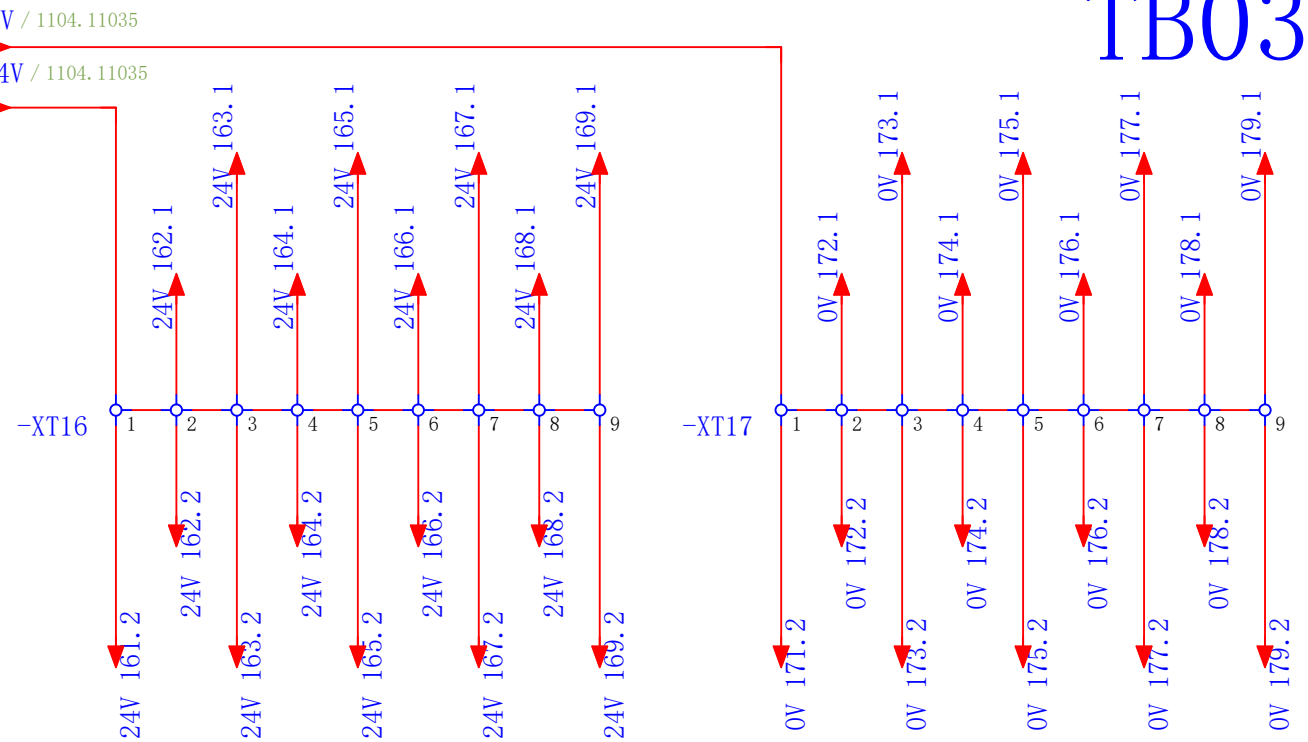 V / 1104.11035
TB03
4V / 1104.11035
24V 163.1
24V 165.1
24V 167.1
24V 169.1
0V 173.1
0V 175.1
0V 177.1
0V 179.1
24V 162.1
24V 164.1
24V 166.1
24V 168.1
0V 172.1
0V 174.1
0V 176.1
0V 178.1
-XT16 1 2 3 4 5 6 7 8 9
-XT17 1 2 3 4 5 6 7 8 9
24V 162.2
24V 164.2
24V 166.2
24V 168.2
0V 172.2
0V 174.2
0V 176.2
0V 178.2
24V 161.2
24V 163.2
24V 165.2
24V 167.2
24V 169.2
0V 171.2
0V 173.2
0V 175.2
0V 177.2
0V 179.2